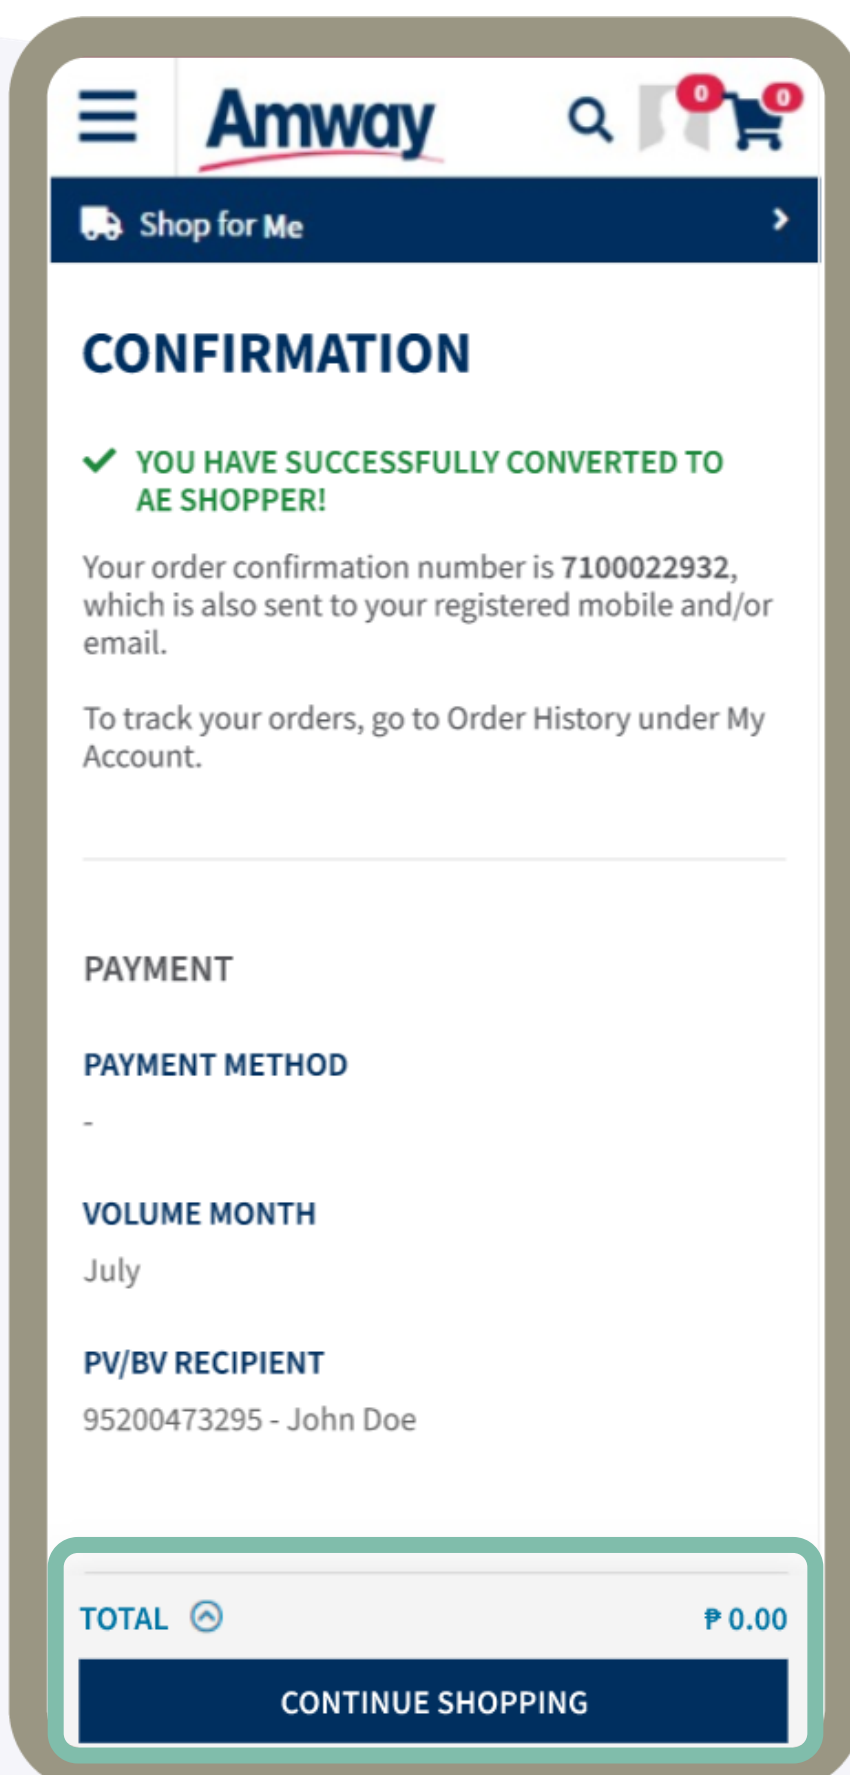 Amway
0
0
Shop for Me
CONFIRMATION
YOU HAVE SUCCESSFULLY CONVERTED TO
AE SHOPPER!
Your order confirmation number is 7100022932,
which is also sent to your registered mobile and/or
email.
To track your orders, go to Order History under My
Account.
PAYMENT
PAYMENT METHOD
-
VOLUME MONTH
July
PV/BV RECIPIENT
95200473295 - John Doe
TOTAL ₱ 0.00
CONTINUE SHOPPING